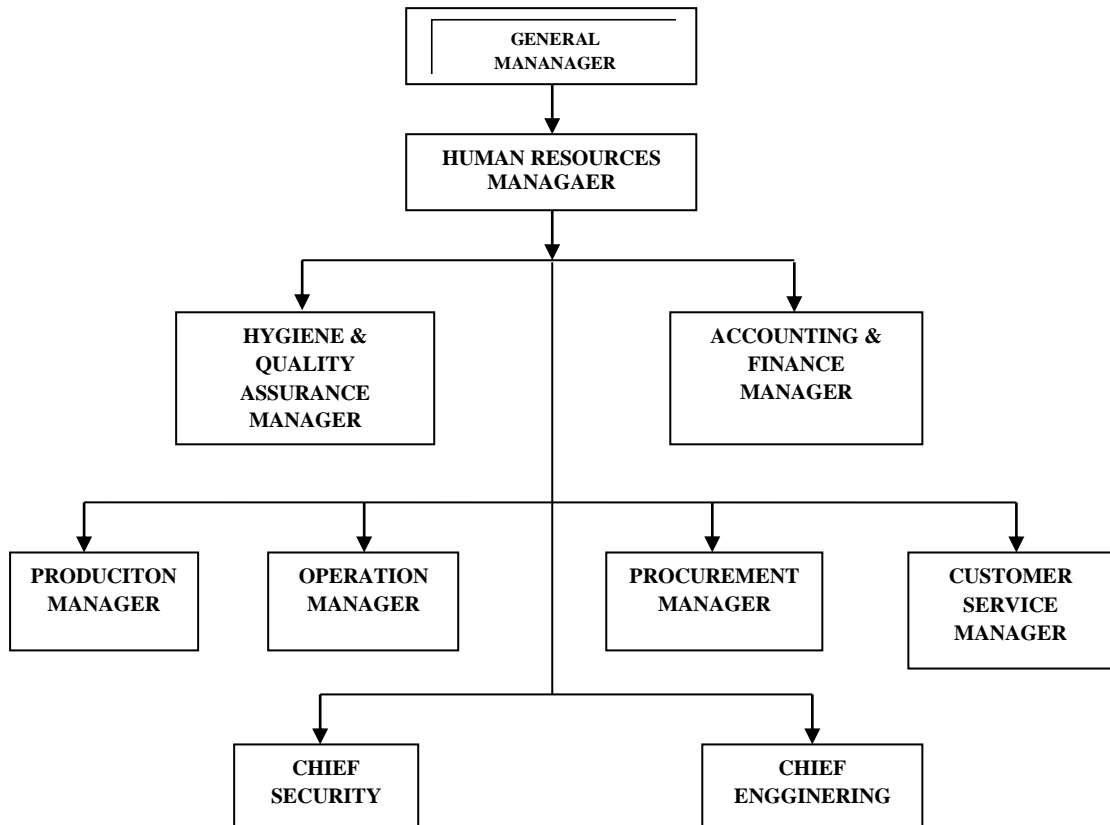 GENERAL
MANANAGER
HUMAN RESOURCES
MANAGAER
HYGIENE &
QUALITY
ASSURANCE
MANAGER
ACCOUNTING &
FINANCE
MANAGER
PRODUCITON
MANAGER
OPERATION
MANAGER
PROCUREMENT
MANAGER
CUSTOMER
SERVICE
MANAGER
CHIEF
SECURITY
CHIEF
ENGGINERING